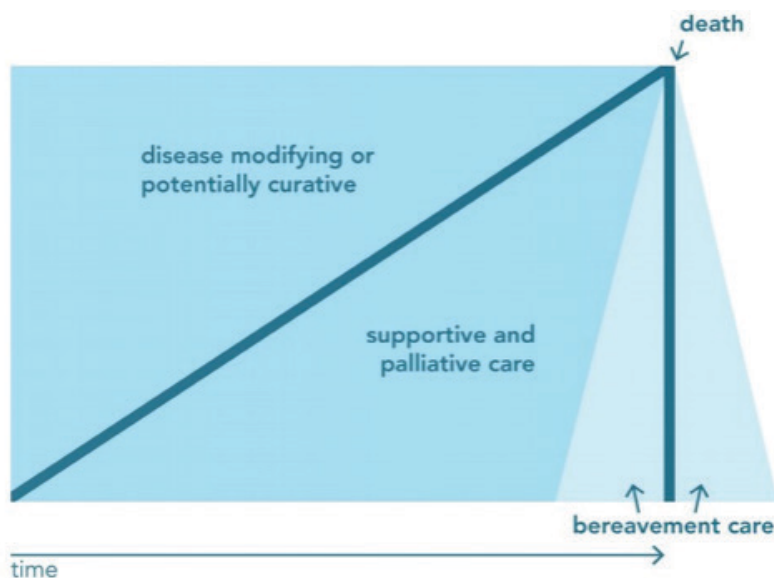 death
disease modifying or
potentially curative
supportive and
palliative care
bereavement care
time